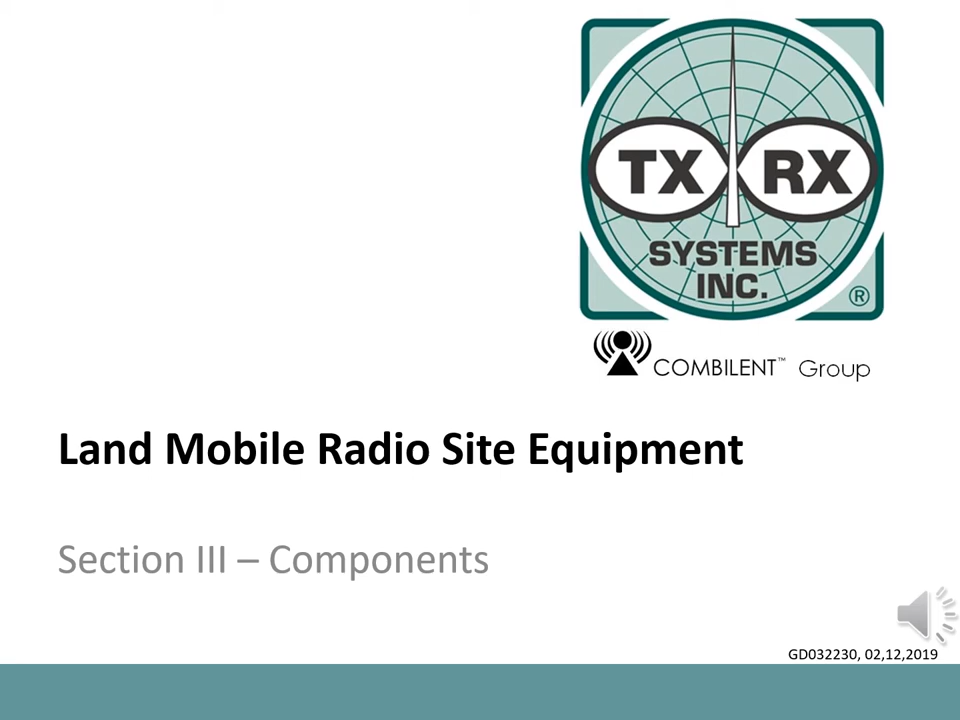 TX RX
SYSTEMS
INC.
®
COMBILENT™ Group
Land Mobile Radio Site Equipment
Section III – Components
GD032230, 02,12,2019